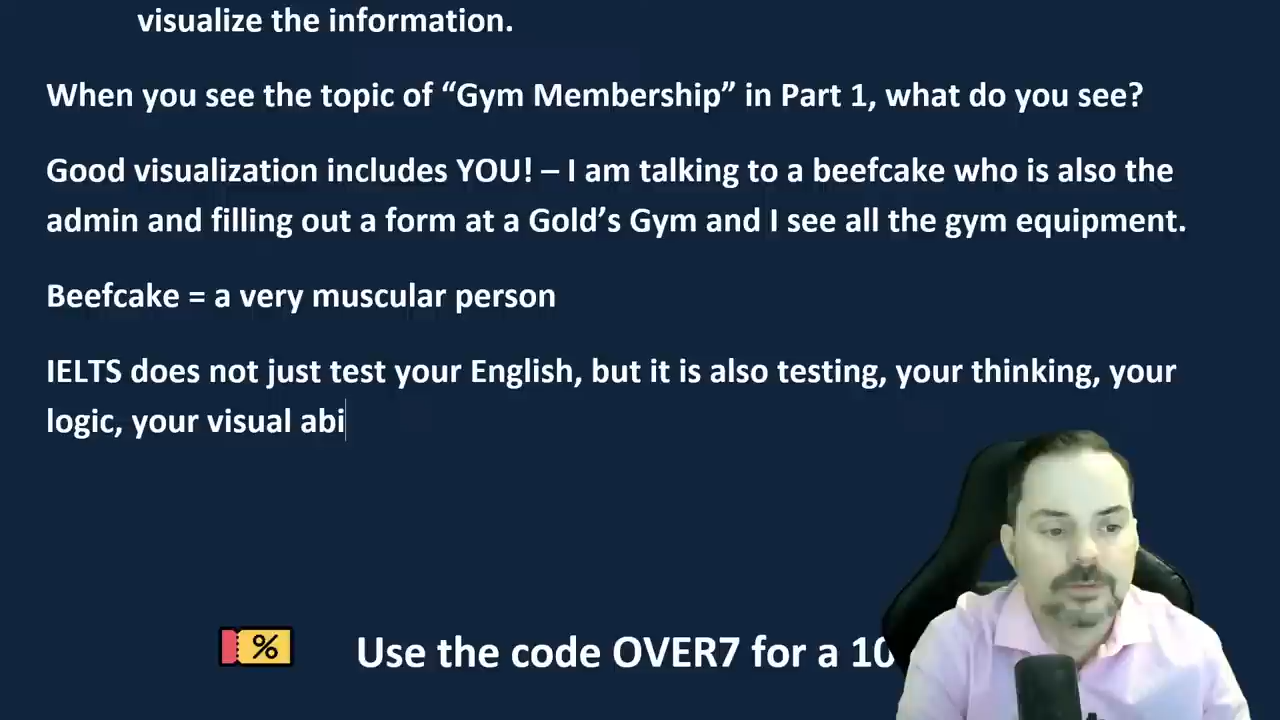 visualize the information.
When you see the topic of “Gym Membership” in Part 1, what do you see?
Good visualization includes YOU! – I am talking to a beefcake who is also the
admin and filling out a form at a Gold’s Gym and I see all the gym equipment.
Beefcake = a very muscular person
IELTS does not just test your English, but it is also testing, your thinking, your
logic, your visual abi
% Use the code OVER7 for a 10